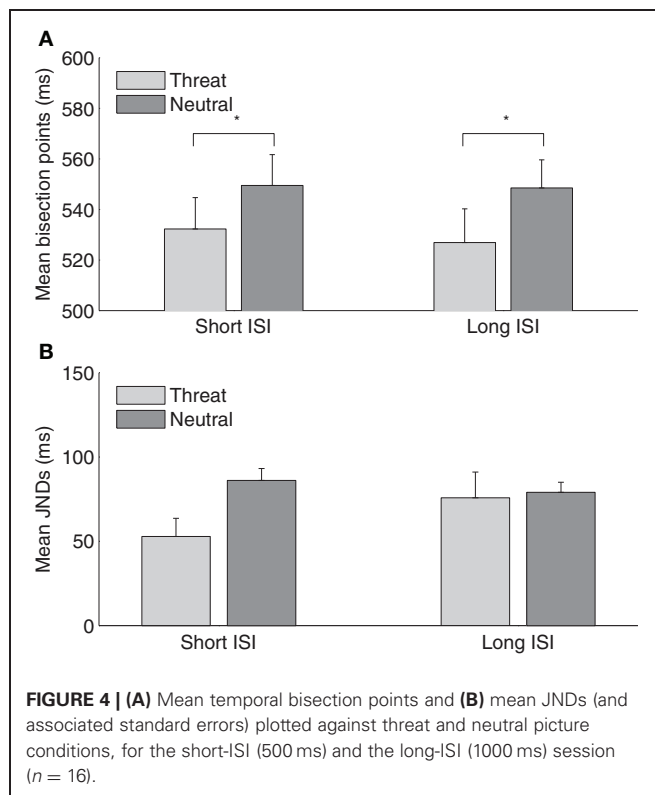 A
600
580
560
540
520
500
Mean bisection points (ms)
Threat
Neutral
*
*
Short ISI
Long ISI
B
150
100
50
0
Mean JNDs (ms)
Threat
Neutral
Short ISI
Long ISI
FIGURE 4 | (A) Mean temporal bisection points and (B) mean JNDs (and
associated standard errors) plotted against threat and neutral picture
conditions, for the short-ISI (500 ms) and the long-ISI (1000 ms) session
(n = 16).